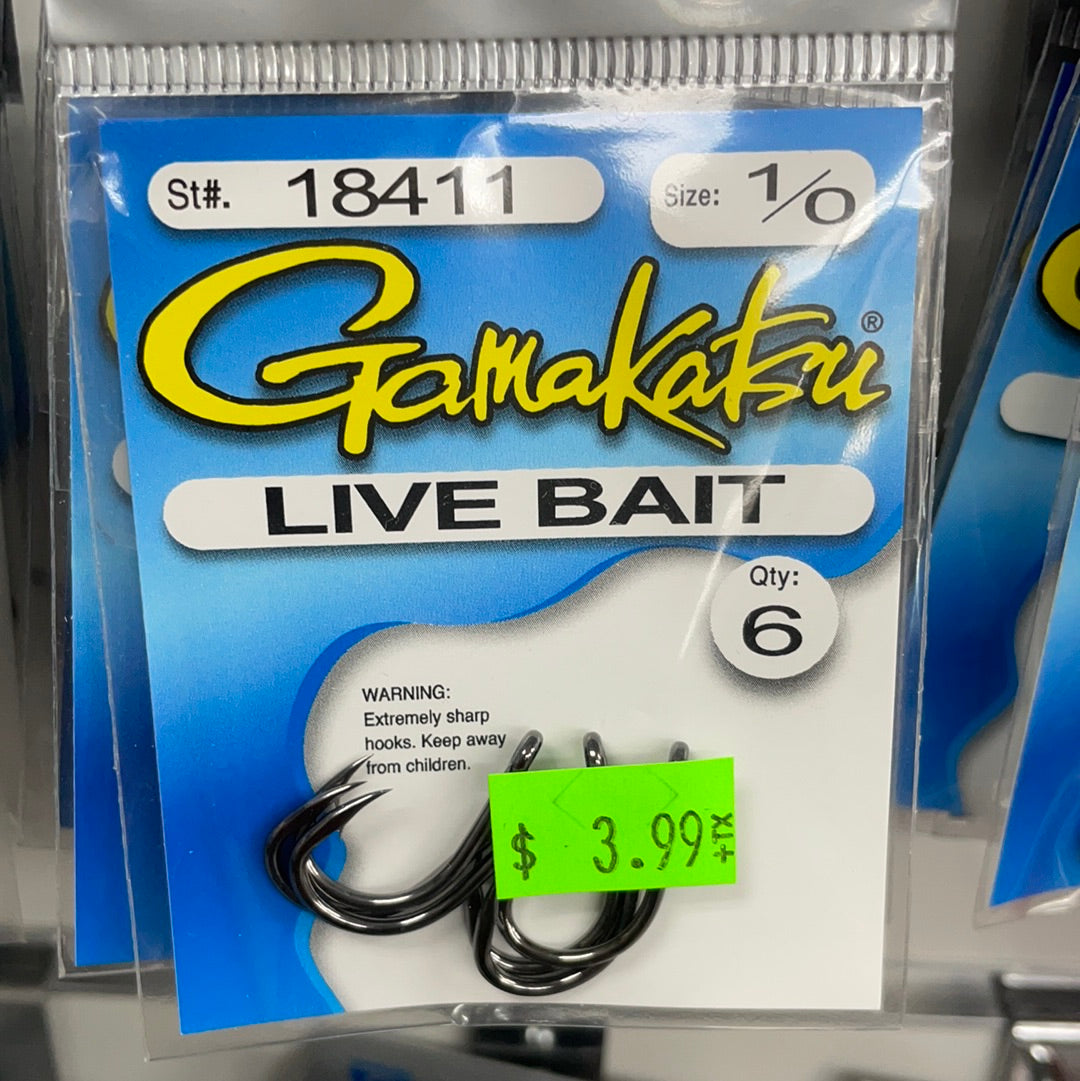 St#. 18411 Size: 1/0
Gamakatsu®
LIVE BAIT
Qty:
6
WARNING:
Extremely sharp
hooks. Keep away
from children.
$ 3.99 +TX